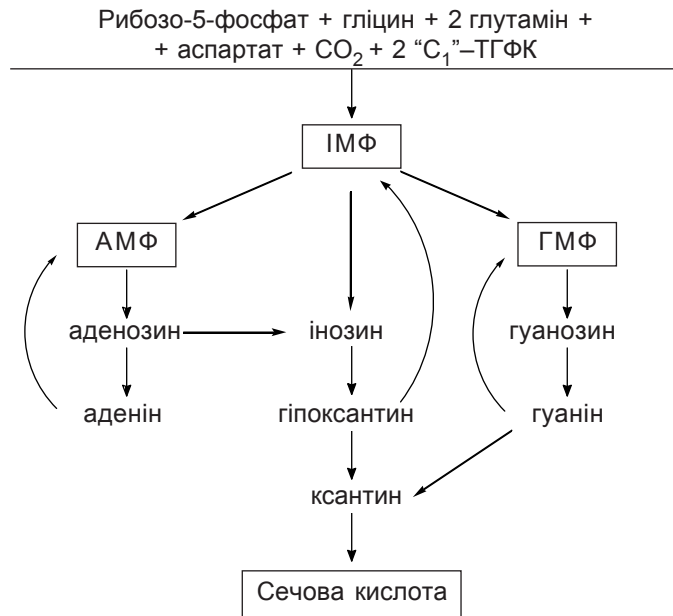 Рибозо-5-фосфат + гліцин + 2 глутамін +
+ аспартат + CO₂ + 2 “C₁”–ТГФК
ІМФ
АМФ
ГМФ
аденозин
інозин
гуанозин
аденін
гіпоксантин
гуанін
ксантин
Сечова кислота